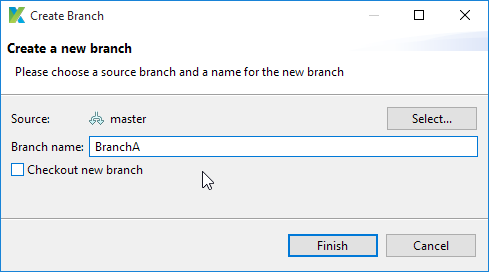 Create Branch
Create a new branch
Please choose a source branch and a name for the new branch
Source: master Select...
Branch name: BranchA
Checkout new branch
Finish Cancel